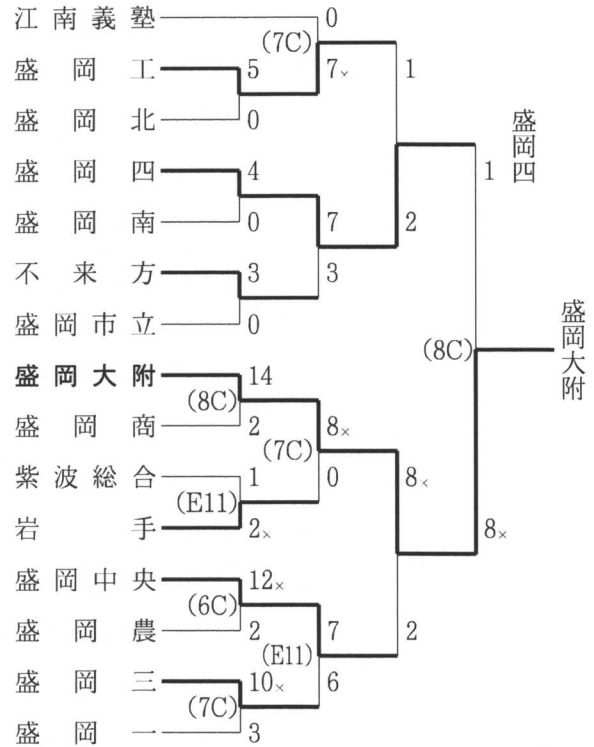 江南義塾 0
(7C)
盛岡工 5 7× 1
盛岡北 0
盛岡四
盛岡四 4 1
盛岡南 0 7 2
不来方 3 3
盛岡市立 0
盛岡大附
(8C)
盛岡大附 14
(8C)
盛岡商 2 8×
(7C)
紫波総合 1 0 8×
(E11)
岩手 2× 8×
盛岡中央 12×
(6C)
盛岡農 2 7 2
(E11)
盛岡三 10× 6
(7C)
盛岡一 3